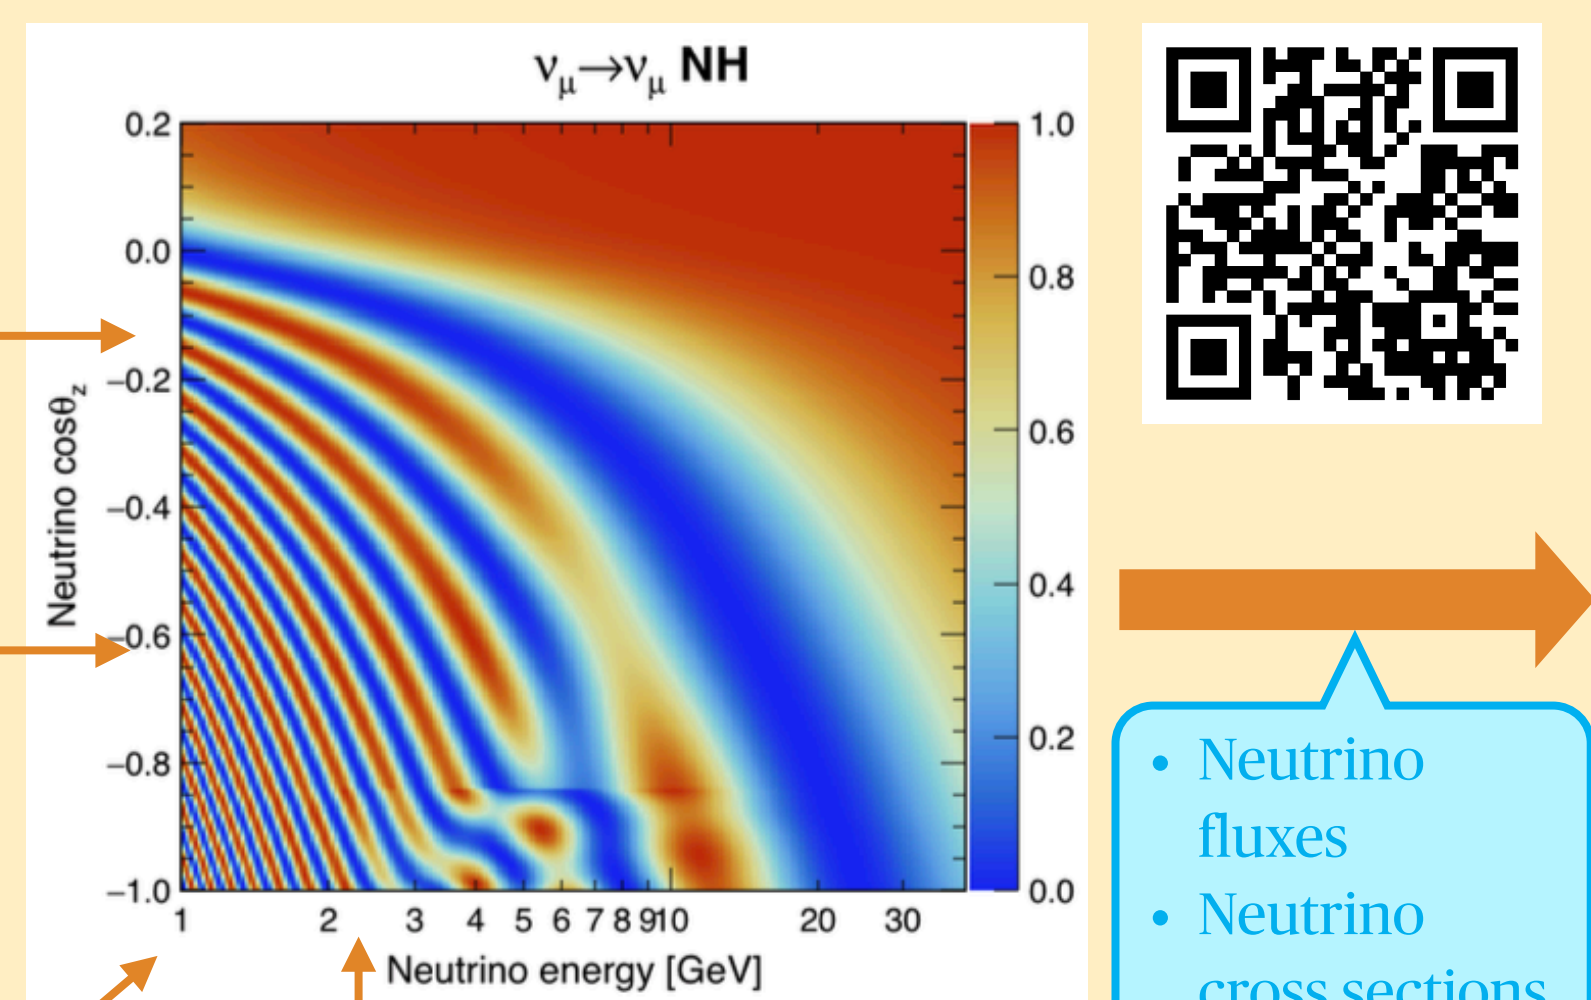 νμ→νμ NH
0.2
0.0
−0.2
−0.4
−0.6
−0.8
−1.0
Neutrino cosθz
1 2 3 4 5 6 7 8 9 10 20 30
Neutrino energy [GeV]
1.0
0.8
0.6
0.4
0.2
0.0
• Neutrino
fluxes
• Neutrino
cross sections